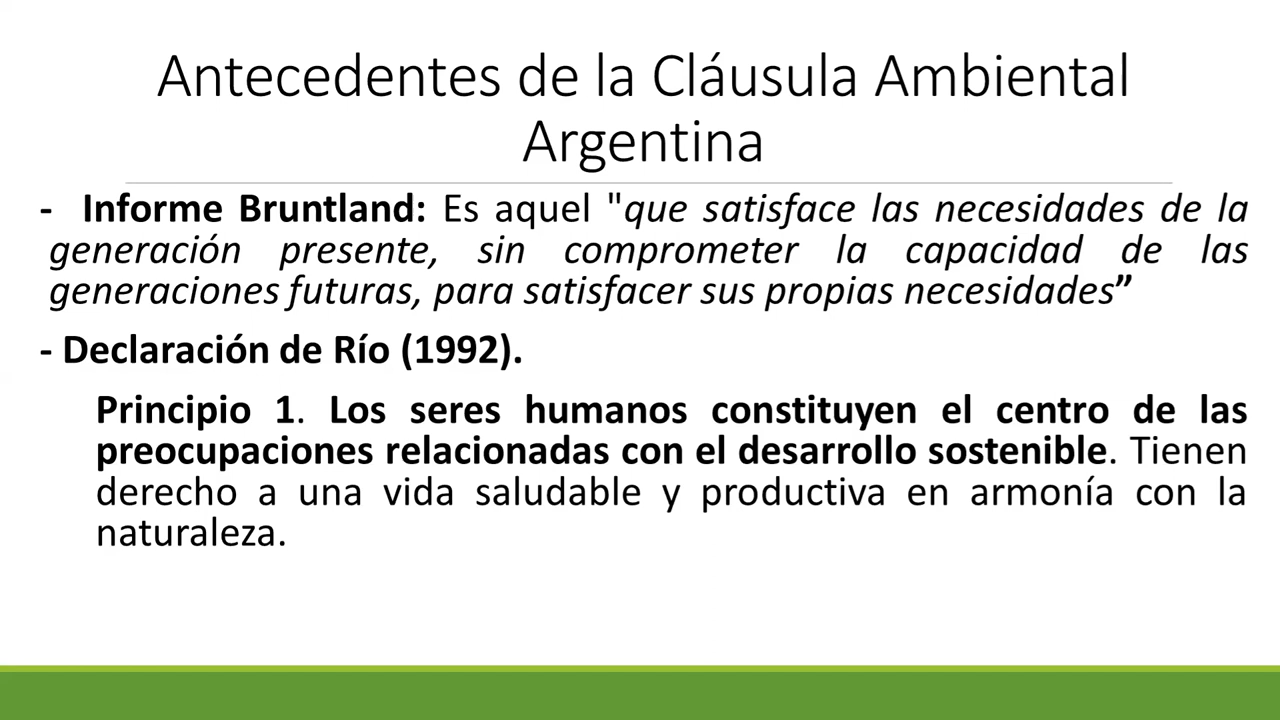 Antecedentes de la Cláusula Ambiental
Argentina
- Informe Bruntland: Es aquel "que satisface las necesidades de la
generación presente, sin comprometer la capacidad de las
generaciones futuras, para satisfacer sus propias necesidades”
- Declaración de Río (1992).
Principio 1. Los seres humanos constituyen el centro de las
preocupaciones relacionadas con el desarrollo sostenible. Tienen
derecho a una vida saludable y productiva en armonía con la
naturaleza.